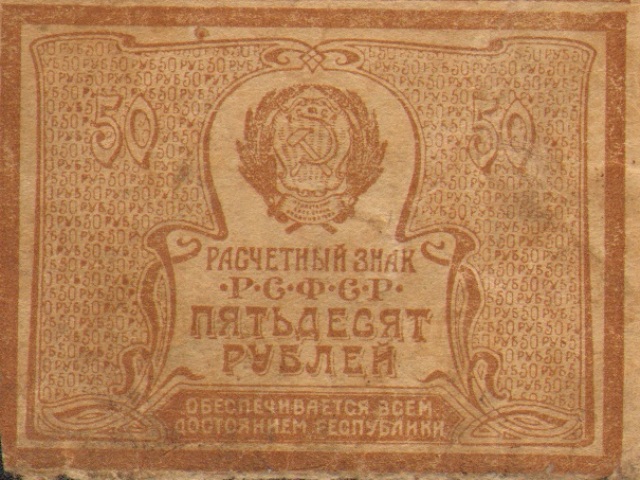 50 50
РАСЧЕТНЫЙ ЗНАК
·Р·С·Ф·С·Р·
ПЯТЬДЕСЯТ
РУБЛЕЙ
ОБЕСПЕЧИВАЕТСЯ ВСЕМ
ДОСТОЯНИЕМ РЕСПУБЛИКИ